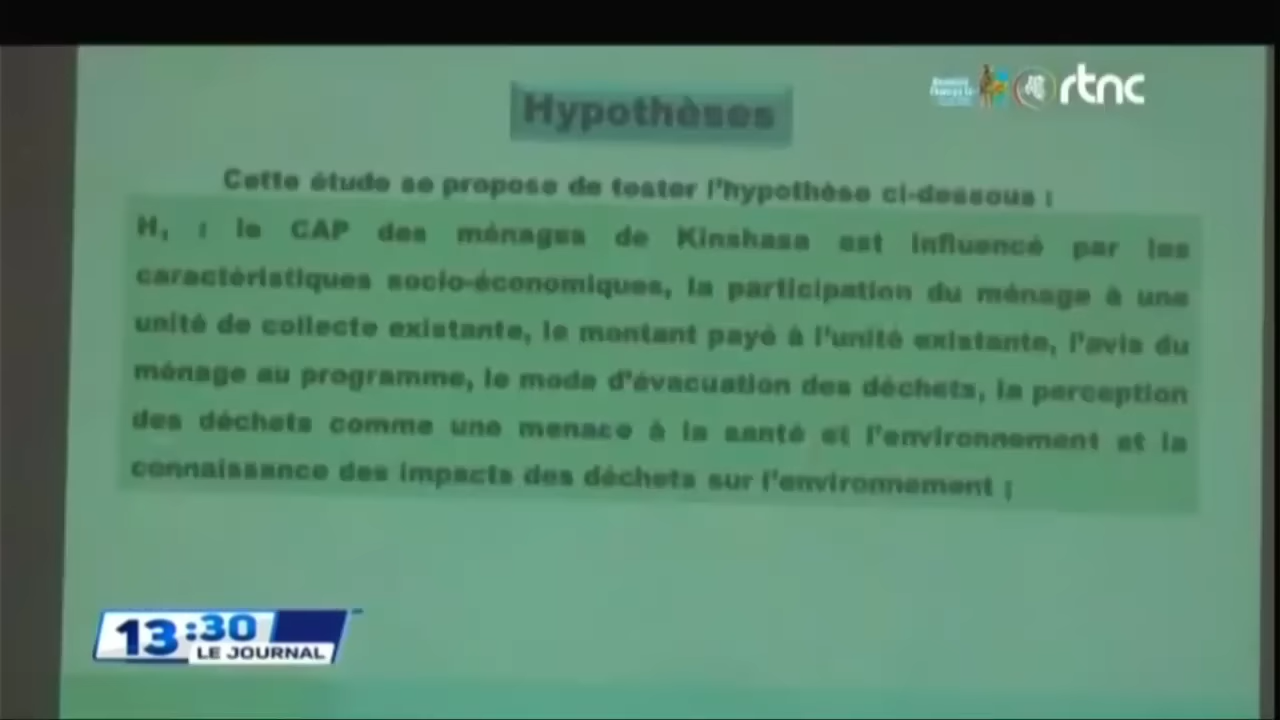 rtnc
Hypothèses
Cette étude se propose de tester l'hypothèse ci-dessous :
H₁ : le CAP des ménages de Kinshasa est influencé par les
caractéristiques socio-économiques, la participation du ménage à une
unité de collecte existante, le montant payé à l'unité existante, l'avis du
ménage au programme, le mode d'évacuation des déchets, la perception
des déchets comme une menace à la santé et l'environnement et la
connaissance des impacts des déchets sur l'environnement ;
13:30
LE JOURNAL